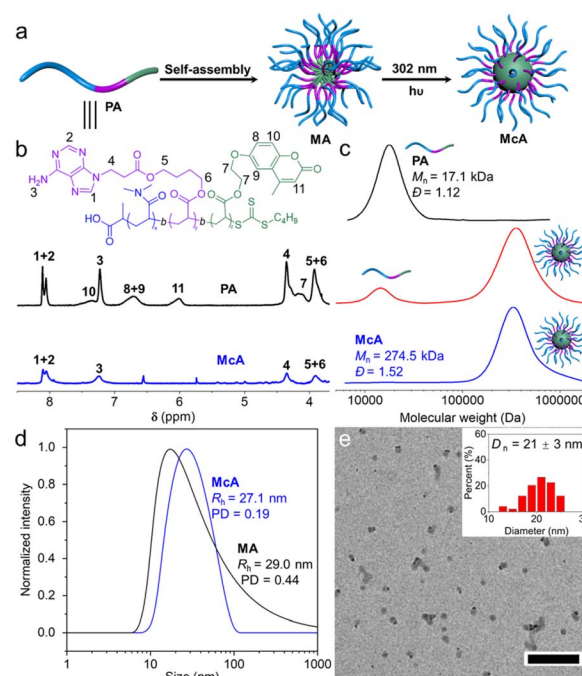 a
Self-assembly
302 nm
hυ
PA
MA
McA
b
2
N
N
NH₂
3
N
N
1
4
O
O
5
6
8
10
7
O
9
O
O
7
11
N
O
O
O
O
O
HO
O
b
b
S
S
S
C₄H₉
1+2
3
10
8+9
11
PA
4
7
5+6
McA
1+2
3
4
5+6
8
7
6
5
4
δ (ppm)
c
PA
Mn = 17.1 kDa
Đ = 1.12
McA
Mn = 274.5 kDa
Đ = 1.52
10000
100000
1000000
Molecular weight (Da)
d
Normalized intensity
1.0
0.8
0.6
0.4
0.2
0.0
McA
Rh = 27.1 nm
PD = 0.19
MA
Rh = 29.0 nm
PD = 0.44
1
10
100
1000
Size (nm)
e
Percent (%)
60
40
20
0
Dn = 21 ± 3 nm
10
20
3
Diameter (nm)